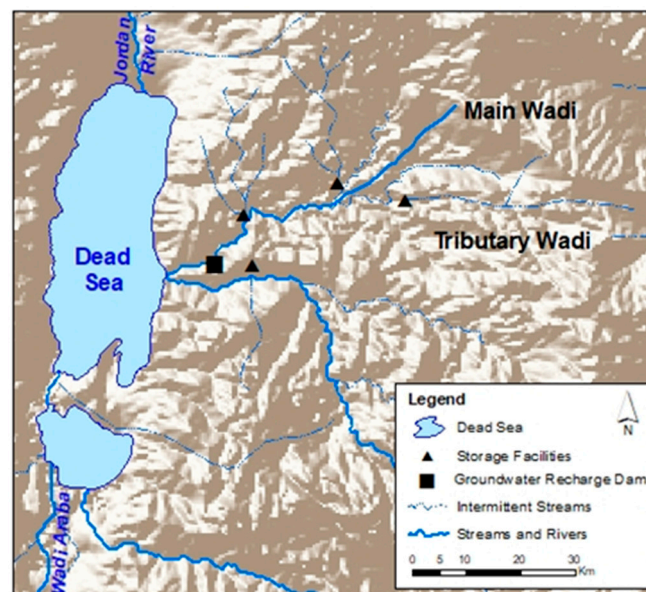 Jordan
River
Main Wadi
Tributary Wadi
Dead
Sea
Wadi Araba
Legend
Dead Sea
Storage Facilities
Groundwater Recharge Dam
Intermittent Streams
Streams and Rivers
N
0 5 10 20 30
Km